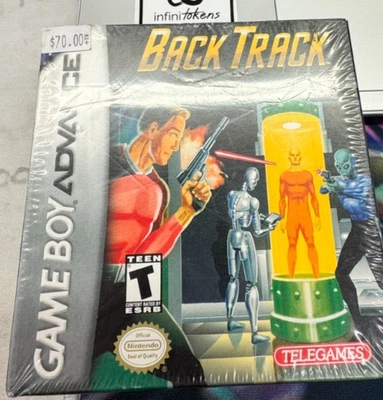 infinitokens
$70.00
BACK TRACK
GAME BOY ADVANCE
TEEN
T
CONTENT RATED BY
ESRB
Official
Nintendo
Seal of Quality
TELEGAMES